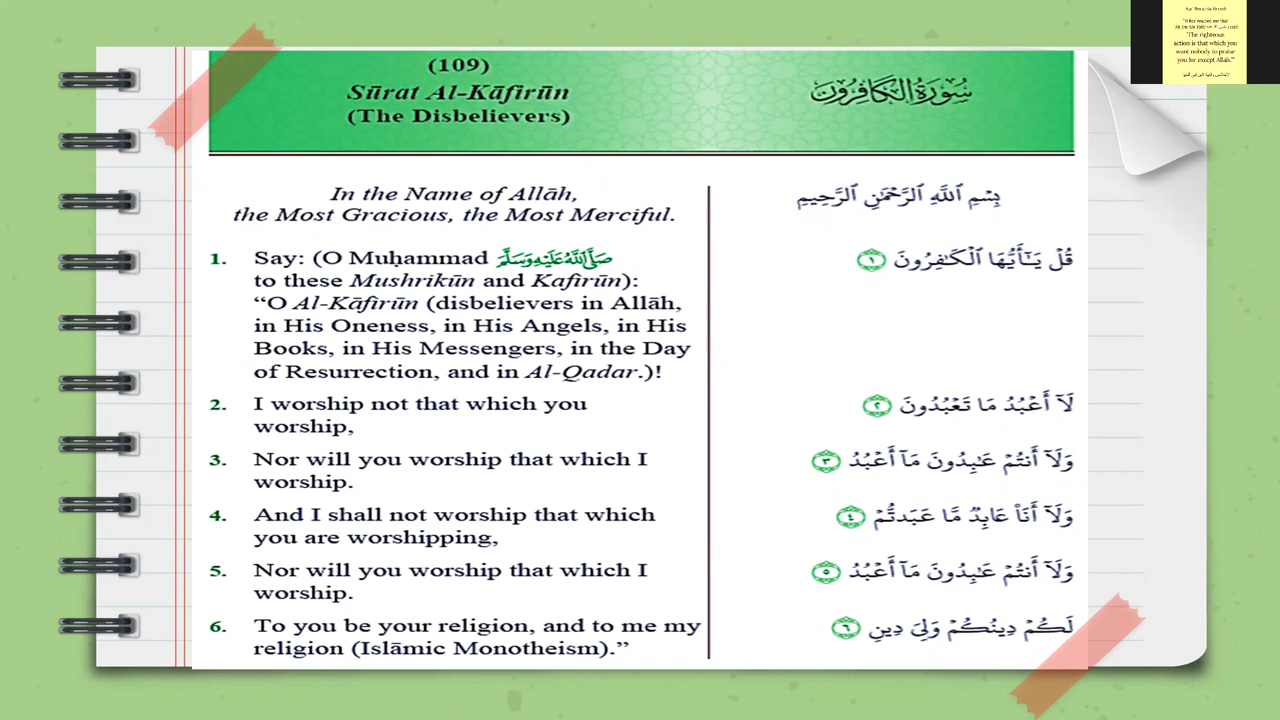 (109)
Sūrat Al-Kāfirūn
(The Disbelievers)
سُورَةُ الكَافِرُونَ
In the Name of Allāh,
the Most Gracious, the Most Merciful.
بِسْمِ ٱللَّهِ ٱلرَّحْمَٰنِ ٱلرَّحِيمِ
1. Say: (O Muḥammad صَلَّىٰ اللَّهُ عَلَيْهِ وَسَلَّمَ
to these Mushrikūn and Kafirūn):
“O Al-Kāfirūn (disbelievers in Allāh,
in His Oneness, in His Angels, in His
Books, in His Messengers, in the Day
of Resurrection, and in Al-Qadar.)!
قُلْ يَـٰٓأَيُّهَا ٱلْكَـٰفِرُونَ ١
2. I worship not that which you
worship,
لَآ أَعْبُدُ مَا تَعْبُدُونَ ٢
3. Nor will you worship that which I
worship.
وَلَآ أَنتُمْ عَـٰبِدُونَ مَآ أَعْبُدُ ٣
4. And I shall not worship that which
you are worshipping,
وَلَآ أَنَا۠ عَابِدٌ مَّا عَبَدتُّمْ ٤
5. Nor will you worship that which I
worship.
وَلَآ أَنتُمْ عَـٰبِدُونَ مَآ أَعْبُدُ ٥
6. To you be your religion, and to me my
religion (Islāmic Monotheism).”
لَكُمْ دِينُكُمْ وَلِىَ دِينِ ٦
"It has reached me that
"The righteous
action is that which you
want nobody to praise
you for except Allah."